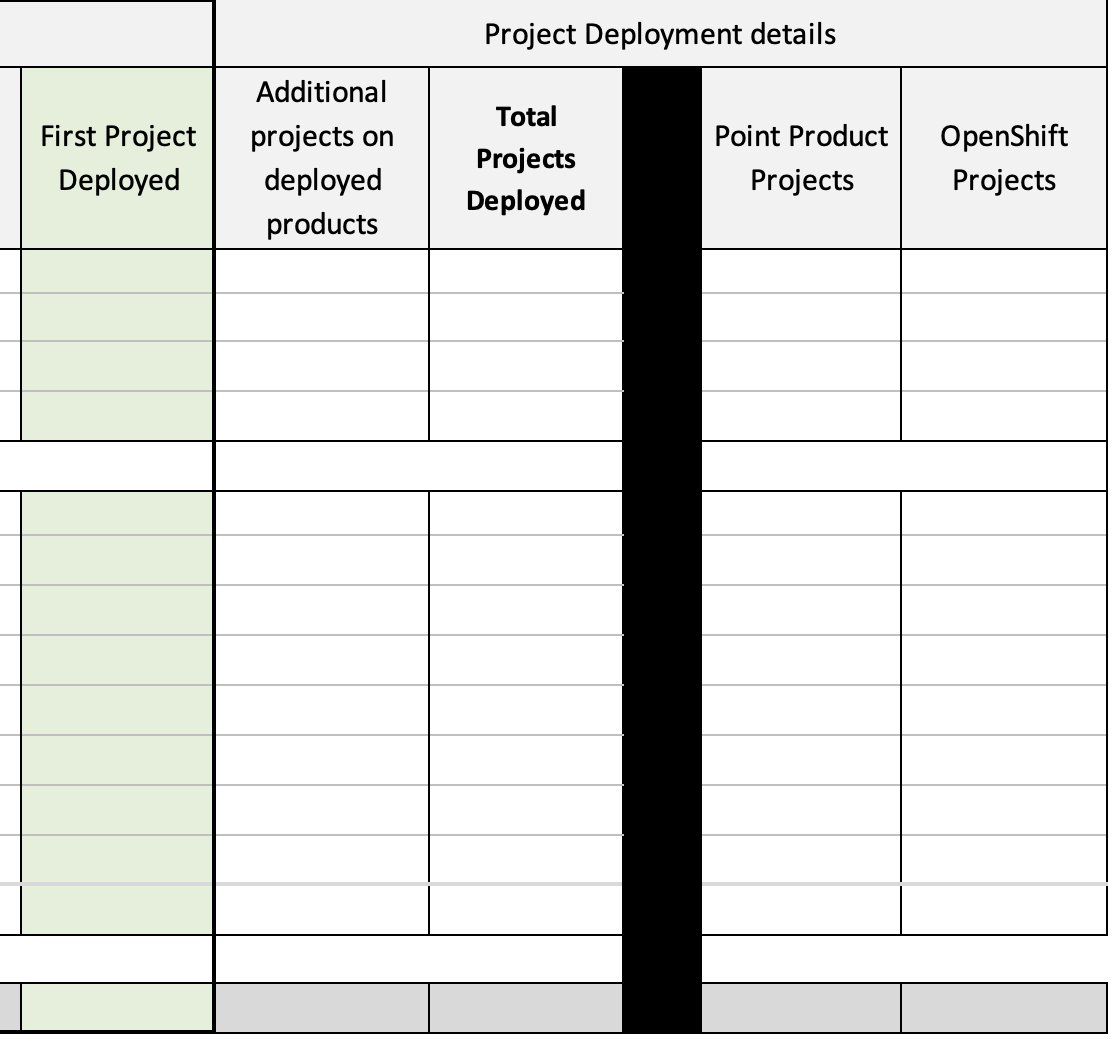 Project Deployment details
First Project
Deployed
Additional
projects on
deployed
products
Total
Projects
Deployed
Point Product
Projects
OpenShift
Projects